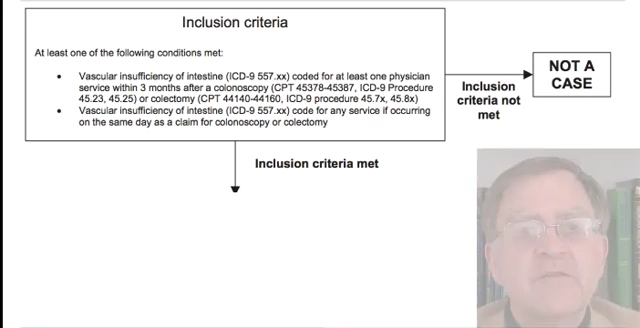 Inclusion criteria
At least one of the following conditions met:
• Vascular insufficiency of intestine (ICD-9 557.xx) coded for at least one physician
service within 3 months after a colonoscopy (CPT 45378-45387, ICD-9 Procedure
45.23, 45.25) or colectomy (CPT 44140-44160, ICD-9 procedure 45.7x, 45.8x)
• Vascular insufficiency of intestine (ICD-9 557.xx) code for any service if occurring
on the same day as a claim for colonoscopy or colectomy
Inclusion
criteria not
met
NOT A
CASE
Inclusion criteria met